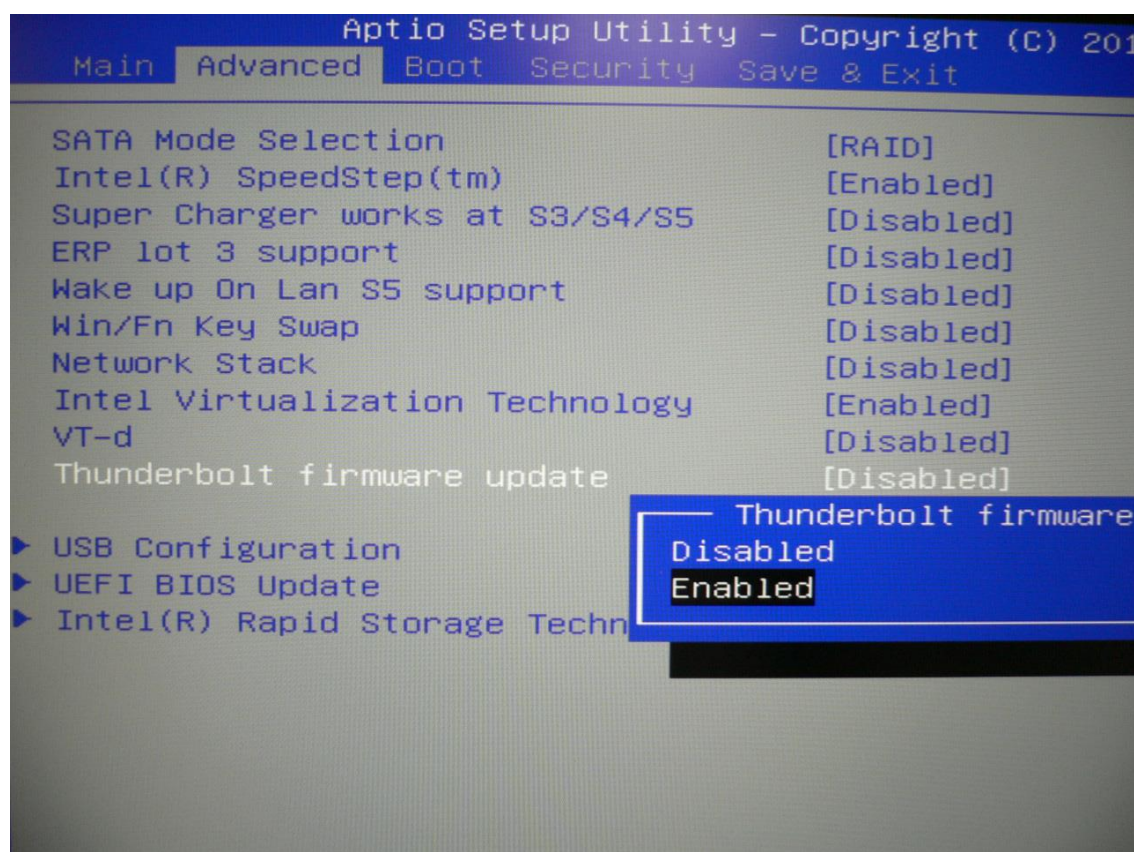 Aptio Setup Utility – Copyright (C) 201
Main Advanced Boot Security Save & Exit
SATA Mode Selection [RAID]
Intel(R) SpeedStep(tm) [Enabled]
Super Charger works at S3/S4/S5 [Disabled]
ERP lot 3 support [Disabled]
Wake up On Lan S5 support [Disabled]
Win/Fn Key Swap [Disabled]
Network Stack [Disabled]
Intel Virtualization Technology [Enabled]
VT-d [Disabled]
Thunderbolt firmware update [Disabled]
Thunderbolt firmware
USB Configuration
Disabled
UEFI BIOS Update
Enabled
Intel(R) Rapid Storage Techn